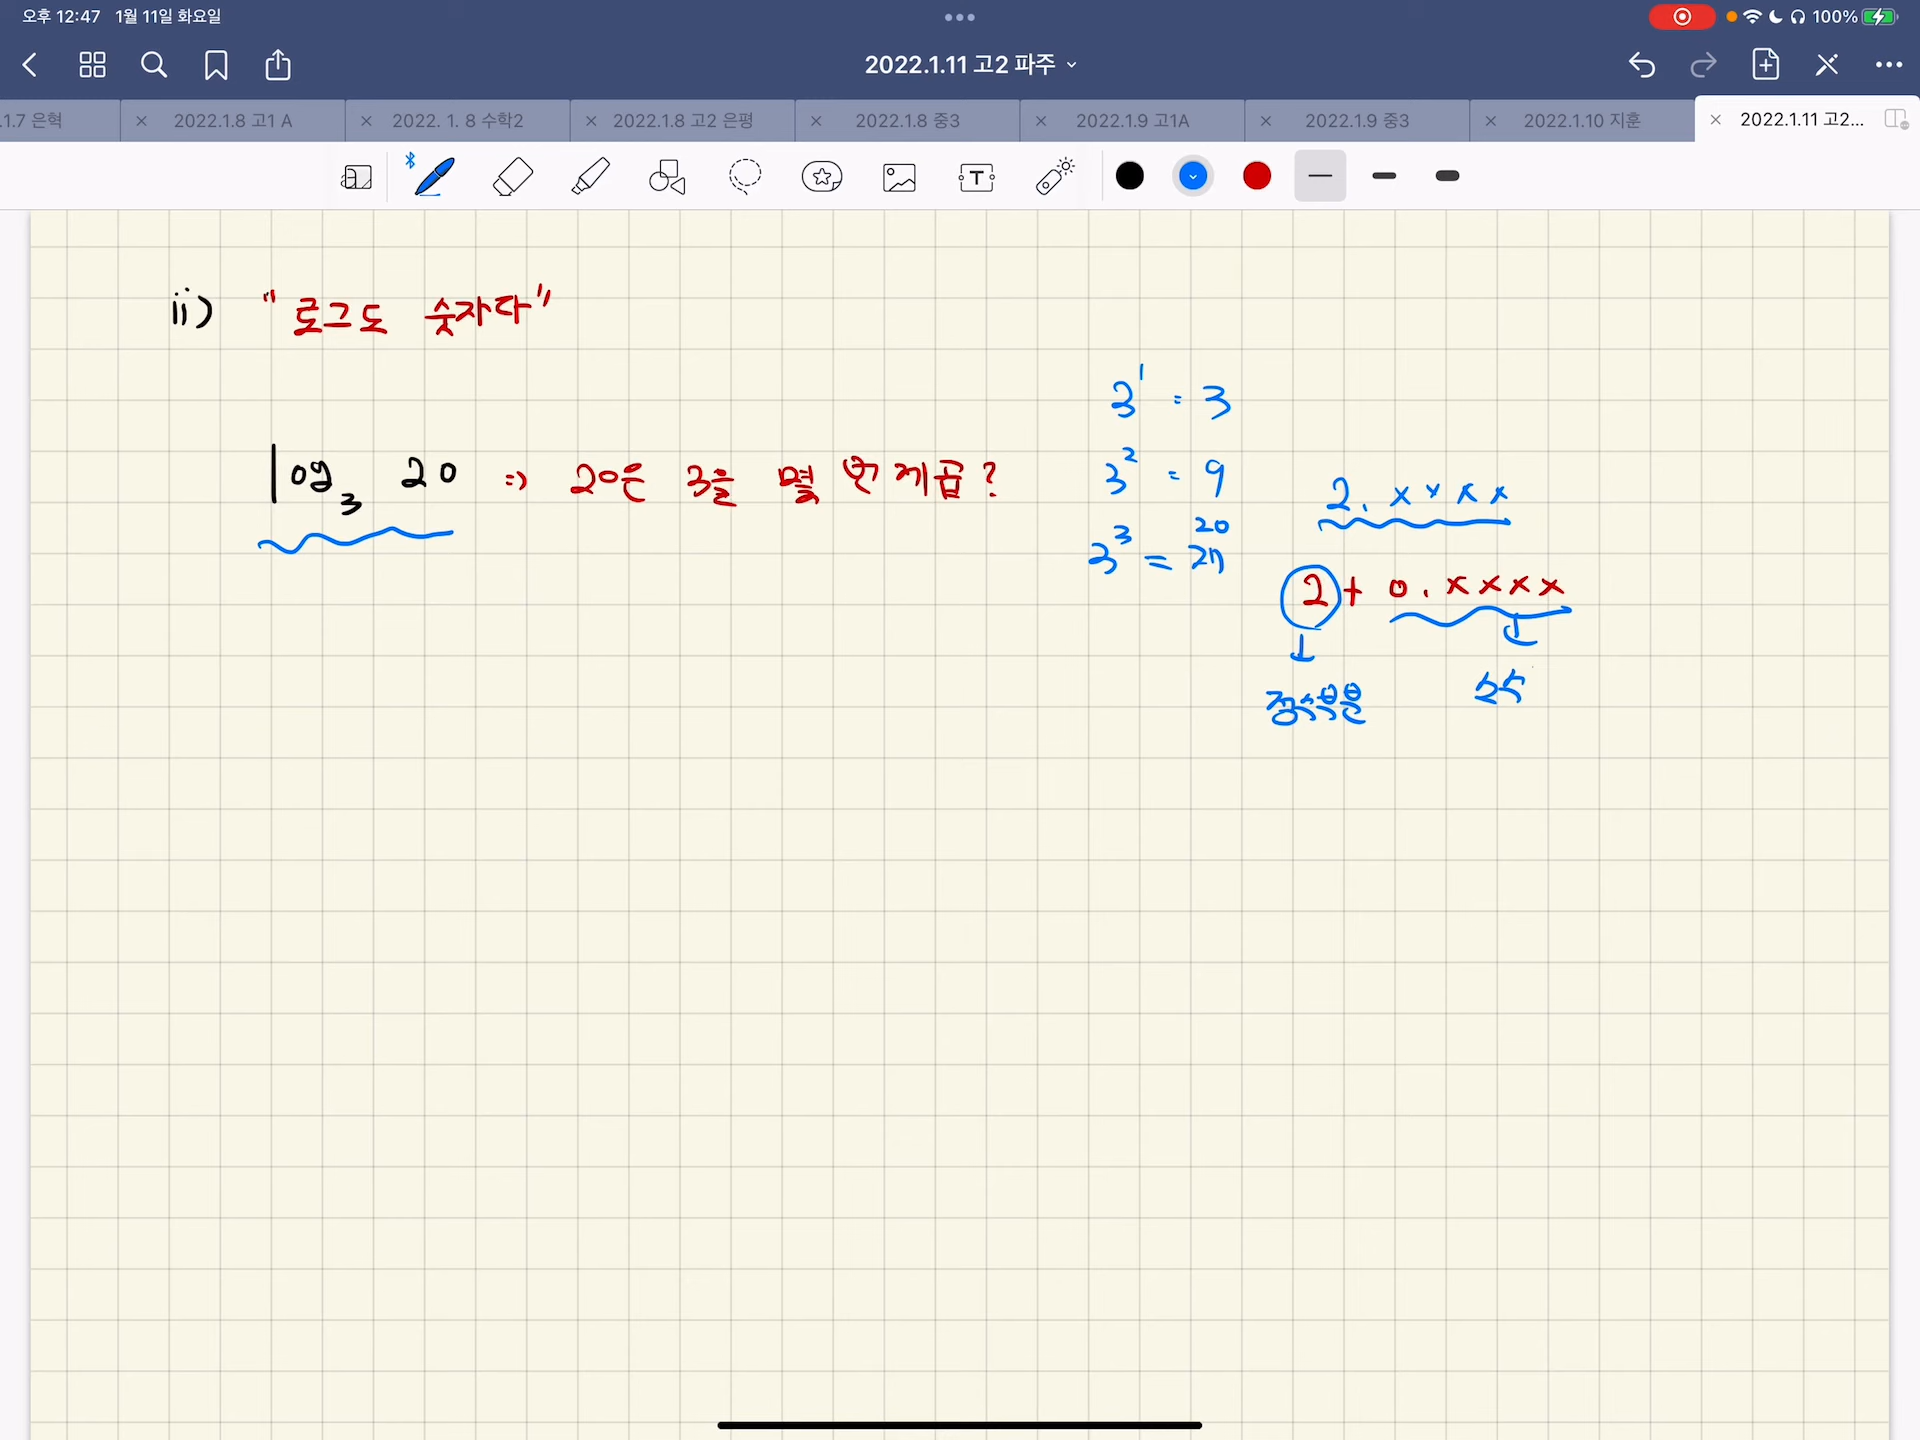 오후 12:47 1월 11일 화요일
100%
2022.1.11 고2 파주
.1.7 은혁
2022.1.8 고1 A
2022. 1. 8 수학2
2022.1.8 고2 은평
2022.1.8 중3
2022.1.9 고1A
2022.1.9 중3
2022.1.10 지훈
2022.1.11 고2...
ii) "로그도 숫자다"
log₃ 20 ⇒ 20은 3을 몇 번 제곱?
3¹ = 3
3² = 9
20
3³ = 27
2.xxxx
2 + 0.xxxx
정수부분
소수